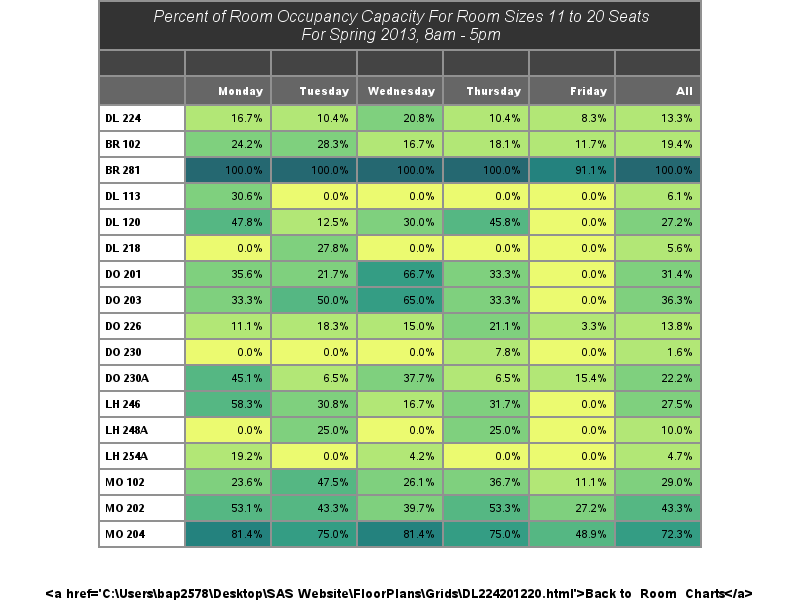 Percent of Room Occupancy Capacity For Room Sizes 11 to 20 Seats
For Spring 2013, 8am - 5pm
Monday Tuesday Wednesday Thursday Friday All
DL 224 16.7% 10.4% 20.8% 10.4% 8.3% 13.3%
BR 102 24.2% 28.3% 16.7% 18.1% 11.7% 19.4%
BR 281 100.0% 100.0% 100.0% 100.0% 91.1% 100.0%
DL 113 30.6% 0.0% 0.0% 0.0% 0.0% 6.1%
DL 120 47.8% 12.5% 30.0% 45.8% 0.0% 27.2%
DL 218 0.0% 27.8% 0.0% 0.0% 0.0% 5.6%
DO 201 35.6% 21.7% 66.7% 33.3% 0.0% 31.4%
DO 203 33.3% 50.0% 65.0% 33.3% 0.0% 36.3%
DO 226 11.1% 18.3% 15.0% 21.1% 3.3% 13.8%
DO 230 0.0% 0.0% 0.0% 7.8% 0.0% 1.6%
DO 230A 45.1% 6.5% 37.7% 6.5% 15.4% 22.2%
LH 246 58.3% 30.8% 16.7% 31.7% 0.0% 27.5%
LH 248A 0.0% 25.0% 0.0% 25.0% 0.0% 10.0%
LH 254A 19.2% 0.0% 4.2% 0.0% 0.0% 4.7%
MO 102 23.6% 47.5% 26.1% 36.7% 11.1% 29.0%
MO 202 53.1% 43.3% 39.7% 53.3% 27.2% 43.3%
MO 204 81.4% 75.0% 81.4% 75.0% 48.9% 72.3%
<a href='C:\Users\bap2578\Desktop\SAS Website\FloorPlans\Grids\DL224201220.html'>Back to Room Charts</a>